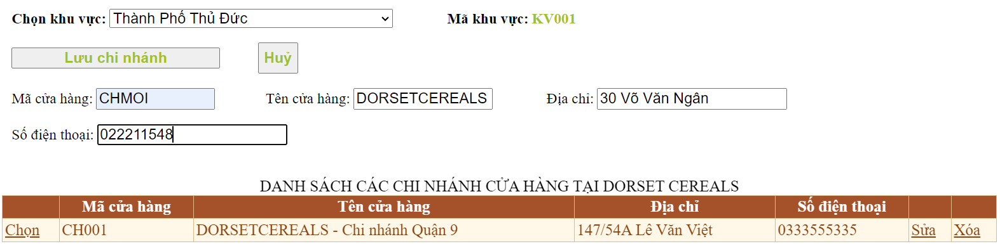 Chọn khu vực: Thành Phố Thủ Đức Mã khu vực: KV001
Lưu chi nhánh Huỷ
Mã cửa hàng: CHMOI Tên cửa hàng: DORSETCEREALS Địa chỉ: 30 Võ Văn Ngân
Số điện thoại: 022211548
DANH SÁCH CÁC CHI NHÁNH CỬA HÀNG TẠI DORSET CEREALS
Mã cửa hàng Tên cửa hàng Địa chỉ Số điện thoại
Chọn CH001 DORSETCEREALS - Chi nhánh Quận 9 147/54A Lê Văn Việt 0333555335 Sửa Xóa